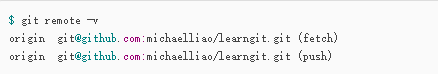 $ git remote -v
origin  git@github.com:michaelliao/learngit.git (fetch)
origin  git@github.com:michaelliao/learngit.git (push)